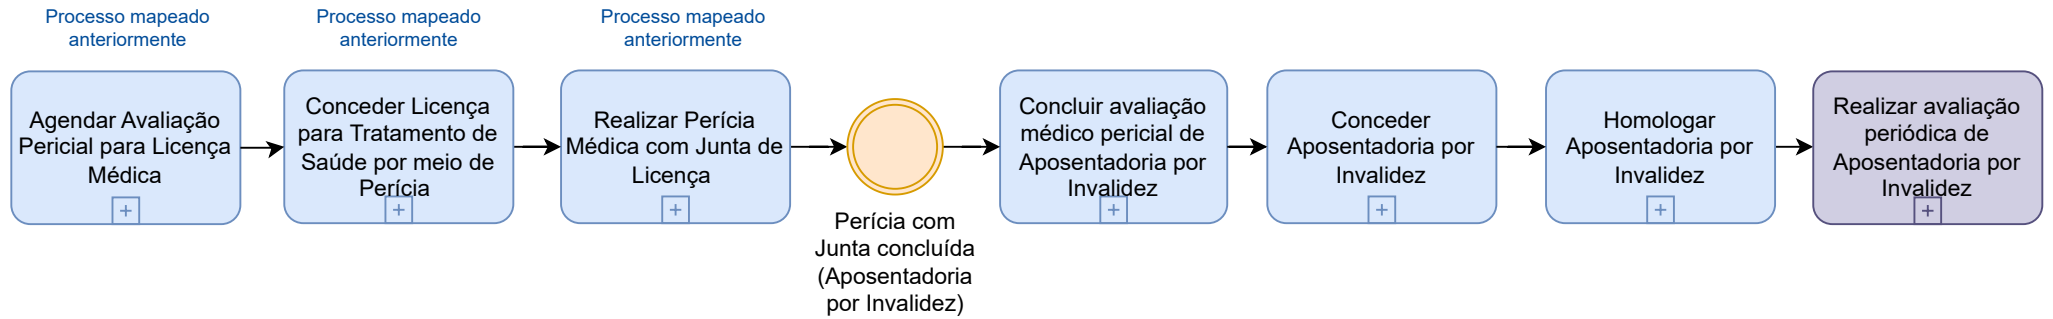 Processo mapeado
anteriormente
Processo mapeado
anteriormente
Processo mapeado
anteriormente
Agendar Avaliação
Pericial para Licença
Médica
Conceder Licença
para Tratamento de
Saúde por meio de
Perícia
Realizar Perícia
Médica com Junta de
Licença
Perícia com
Junta concluída
(Aposentadoria
por Invalidez)
Concluir avaliação
médico pericial de
Aposentadoria por
Invalidez
Conceder
Aposentadoria por
Invalidez
Homologar
Aposentadoria por
Invalidez
Realizar avaliação
periódica de
Aposentadoria por
Invalidez